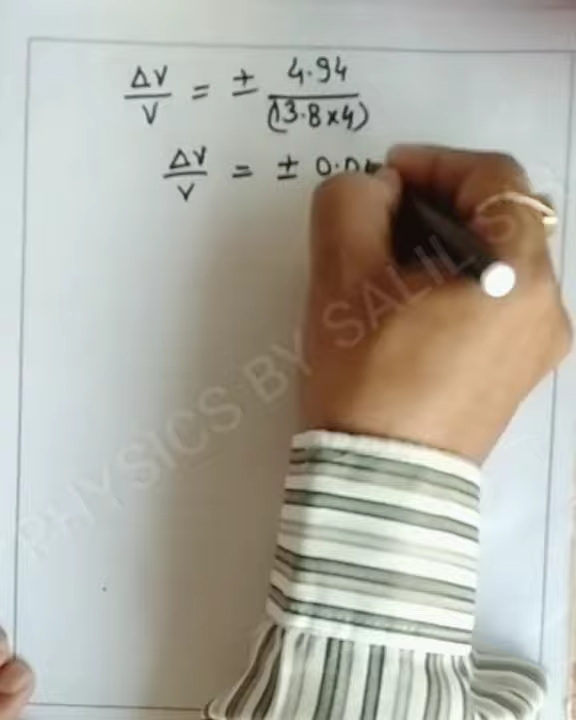 ΔV/V = ± 4.94/(13.8×4)
ΔV/V = ± 0.0
PHYSICS BY SALIL S